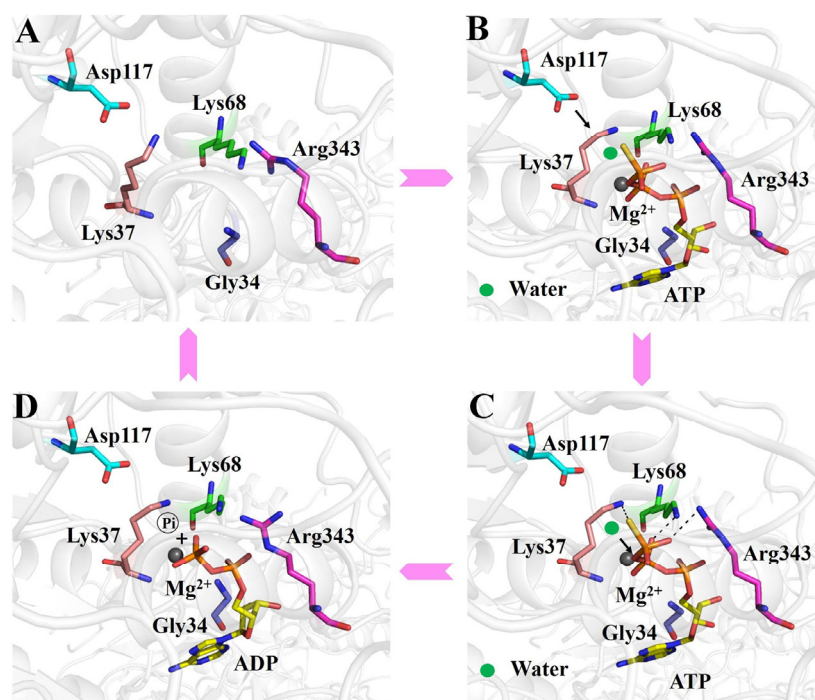 A
Asp117
Lys68
Arg343
Lys37
Gly34
B
Asp117
Lys68
Lys37
Arg343
Mg²⁺
Gly34
Water
ATP
D
Asp117
Lys68
Pi
+
Arg343
Lys37
Mg²⁺
Gly34
ADP
C
Asp117
Lys68
Lys37
Arg343
Mg²⁺
Gly34
Water
ATP